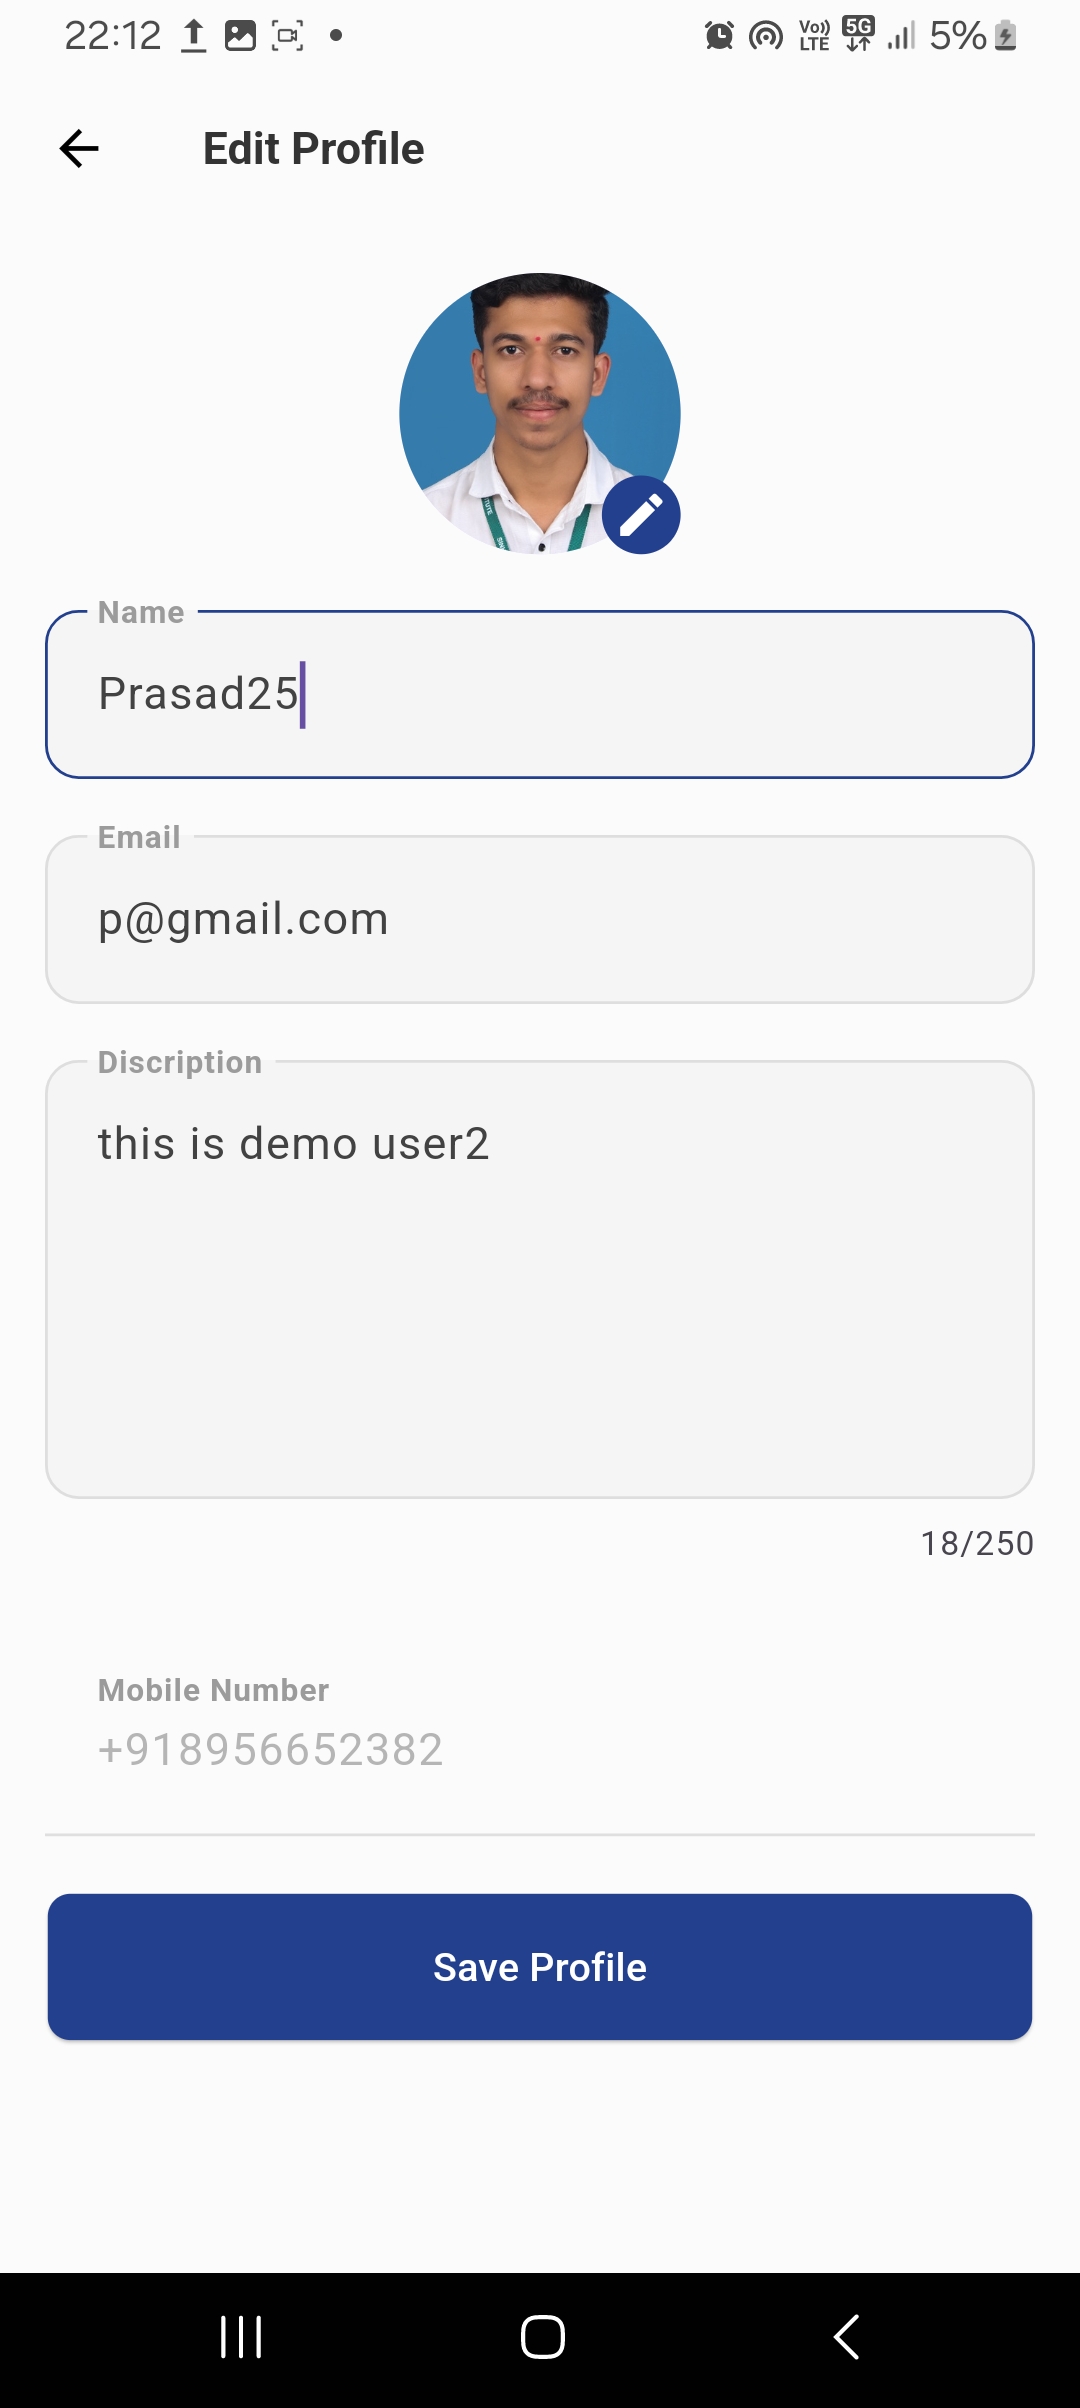 22:12 Vo)) LTE 5G 5%
Edit Profile
Name
Prasad25
Email
p@gmail.com
Discription
this is demo user2
18/250
Mobile Number
+918956652382
Save Profile